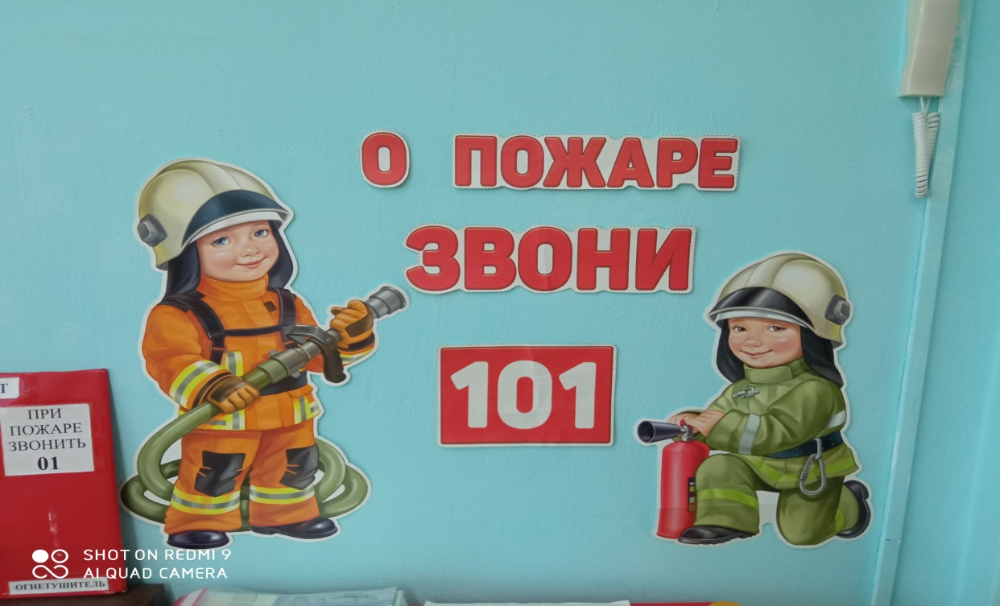 О ПОЖАРЕ
ЗВОНИ
101
Т
ПРИ
ПОЖАРЕ
ЗВОНИТЬ
01
ОГНЕТУШИТЕЛЬ
SHOT ON REDMI 9
AI QUAD CAMERA